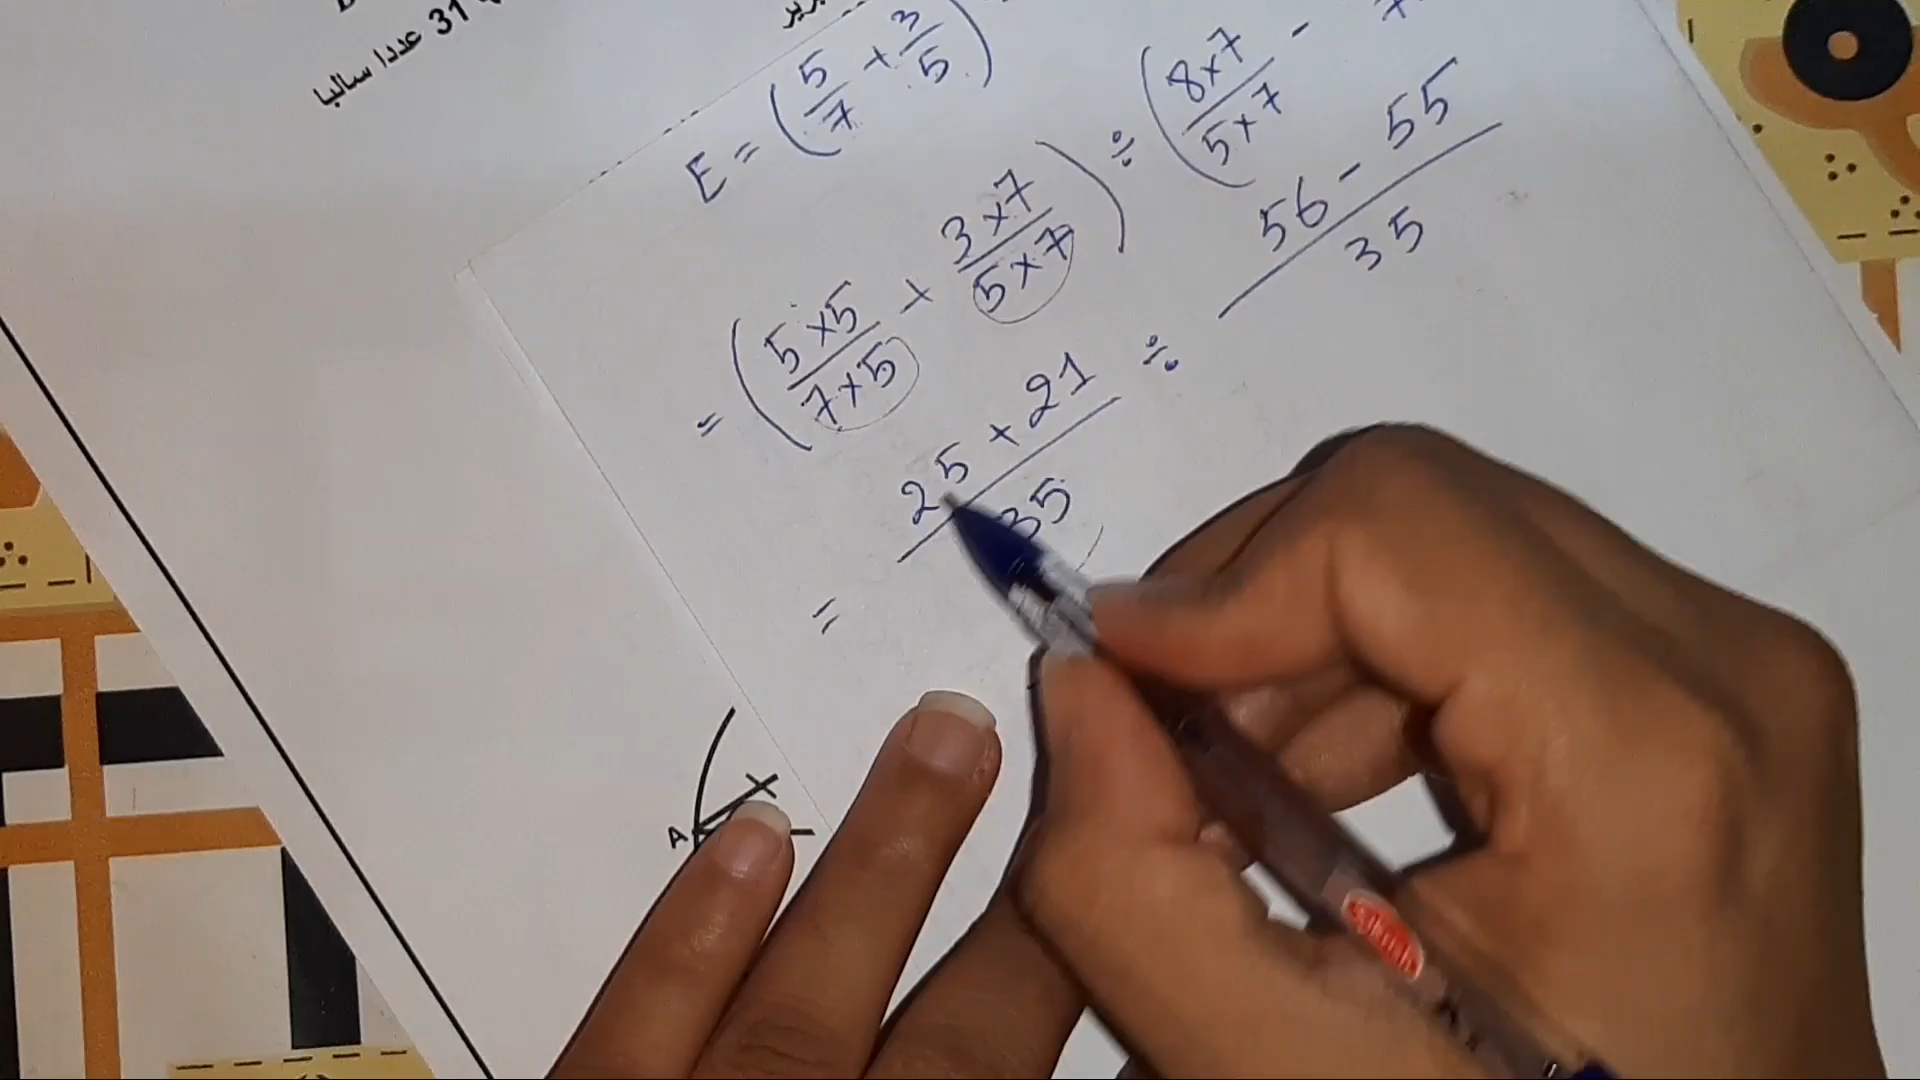 31 عددا سالبا
E = (5/7 + 3/5)
= (5×5/7×5 + 3×7/5×7) ÷ (8×7/5×7 - 7
= 25 + 21/35 ÷ 56 - 55/35
A